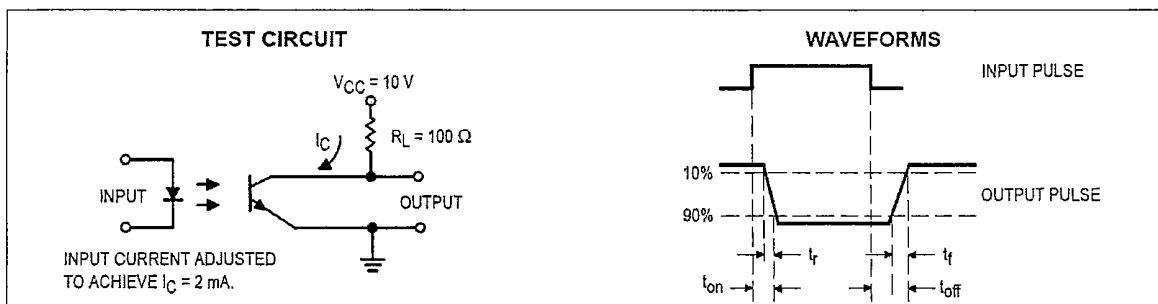 TEST CIRCUIT
VCC = 10 V
IC
RL = 100 Ω
INPUT
OUTPUT
INPUT CURRENT ADJUSTED
TO ACHIEVE IC = 2 mA.
WAVEFORMS
INPUT PULSE
10%
OUTPUT PULSE
90%
tr
tf
ton
toff